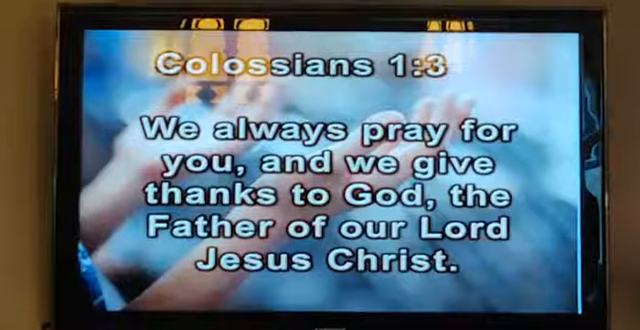 Colossians 1:3
We always pray for
you, and we give
thanks to God, the
Father of our Lord
Jesus Christ.